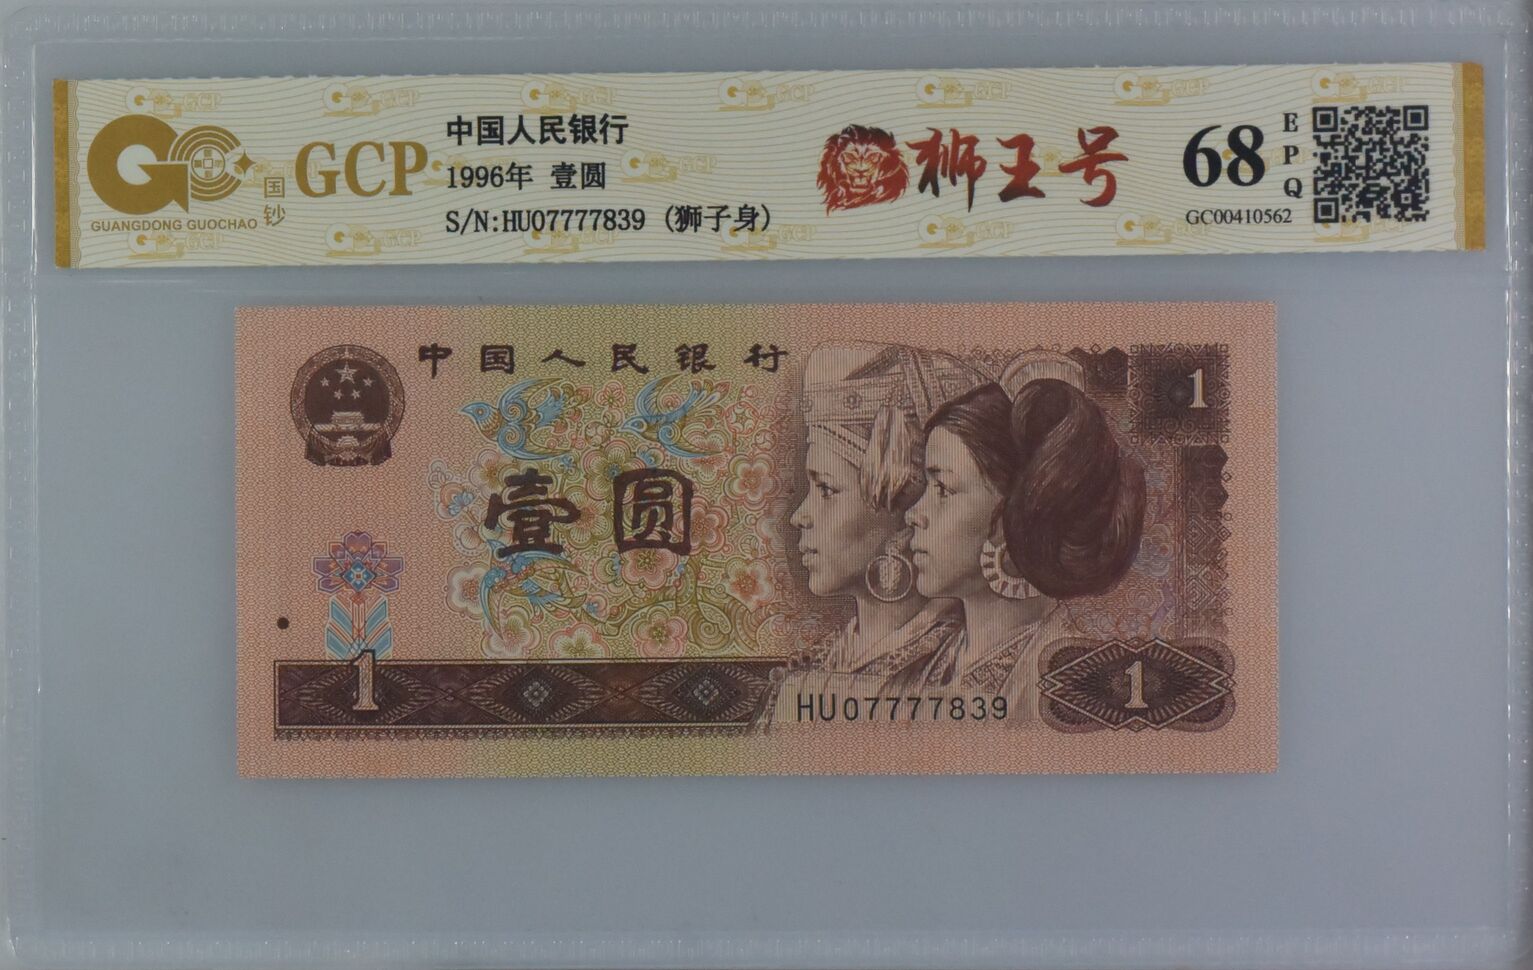 GUANGDONG GUOCHAO
国钞
GCP
中国人民银行
1996年 壹圆
S/N:HU07777839 (狮子身)
狮王号
68
EPQ
GC00410562
中国人民银行
壹圆
1
1
HU07777839
1